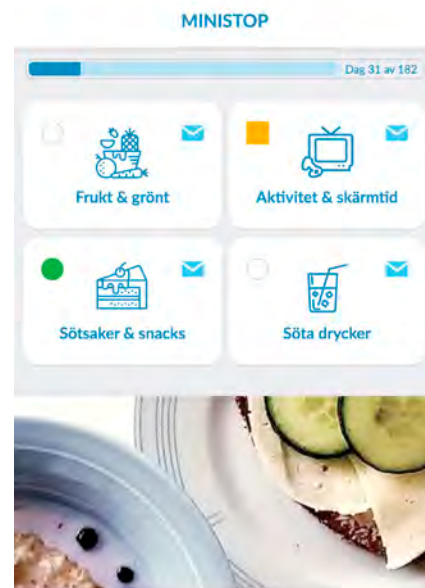 MINISTOP
Dag 31 av 182
Frukt & grönt
Aktivitet & skärmtid
Sötsaker & snacks
Söta drycker